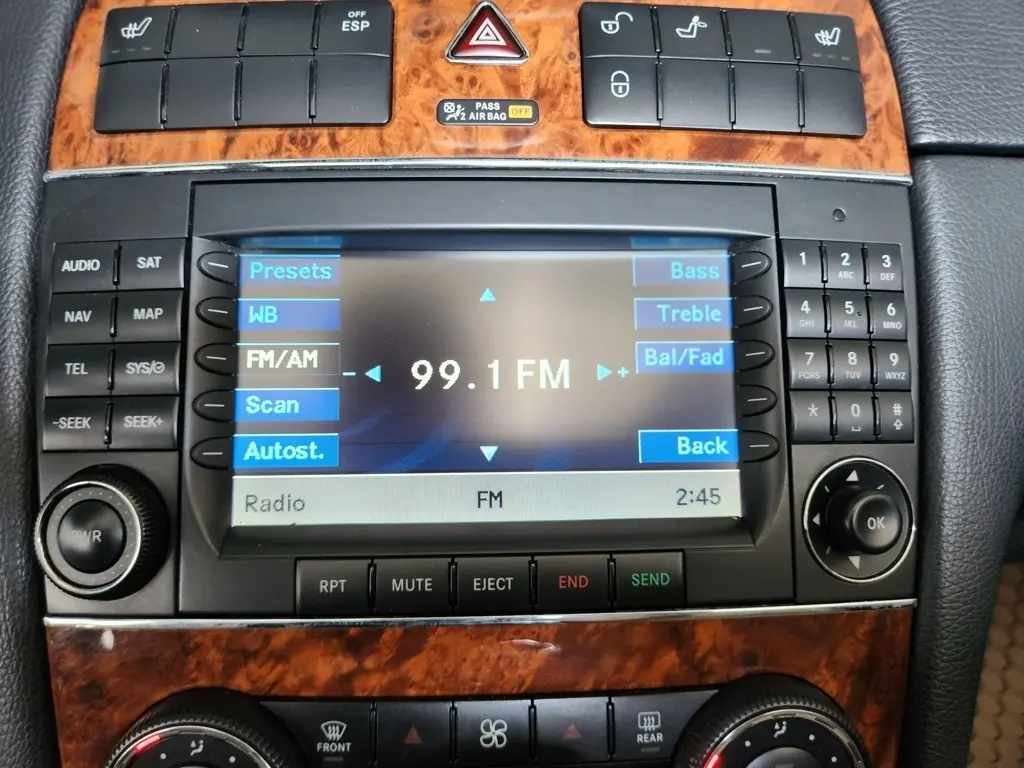 OFF
ESP
PASS
AIR BAG OFF
2
AUDIO SAT
NAV MAP
TEL SYS/
-SEEK SEEK+
PWR
Presets
WB
FM/AM
Scan
Autost.
- 99.1 FM +
Bass
Treble
Bal/Fad
Back
Radio FM 2:45
1 2 ABC 3 DEF
4 GHI 5 JKL 6 MNO
7 PQRS 8 TUV 9 WXYZ
* 0 #
OK
RPT MUTE EJECT END SEND
FRONT
REAR